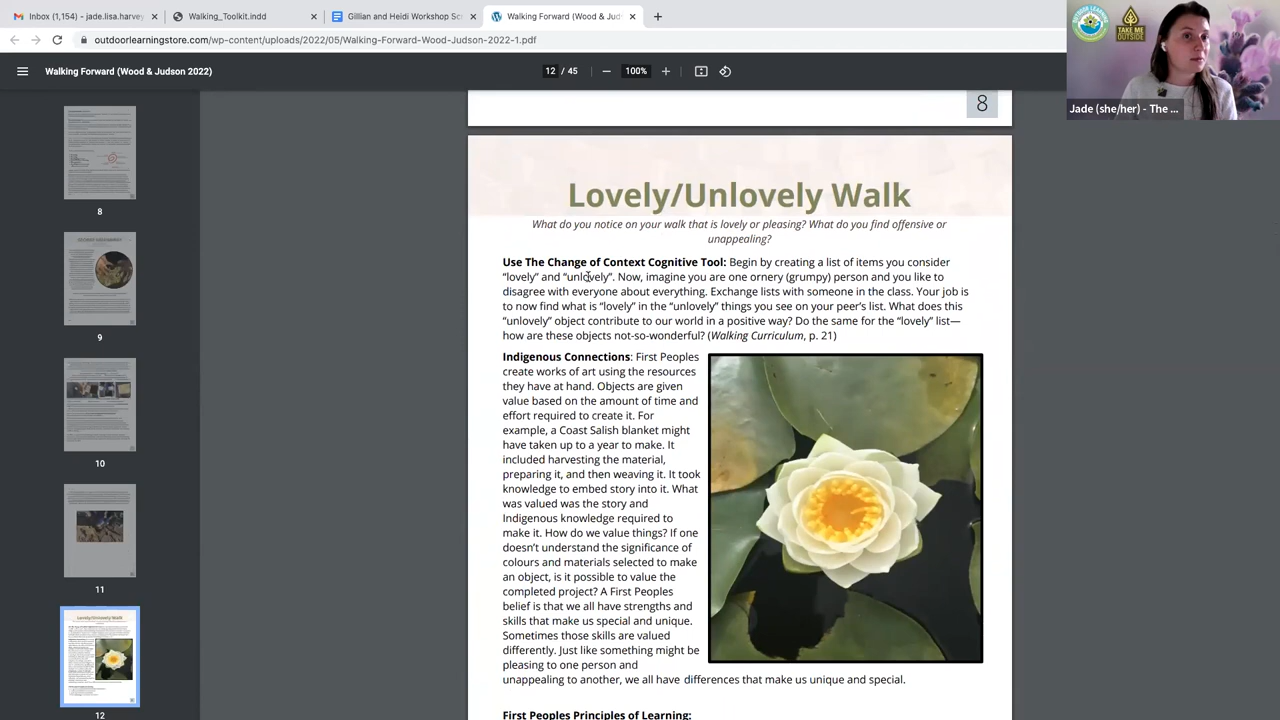 Inbox (1,154) - jade.lisa.harvey
Walking_Toolkit.indd
Gillian and Heidi Workshop Sc
Walking Forward (Wood & Jud
outdoorlearningstore.com/wp-content/uploads/2022/05/Walking-Forward-Wood-Judson-2022-1.pdf
Walking Forward (Wood & Judson 2022)
12 / 45
100%
OUTDOOR LEARNING
TAKE ME OUTSIDE
Jade (she/her) - The ...
8
9
10
11
12
8
Lovely/Unlovely Walk
What do you notice on your walk that is lovely or pleasing? What do you find offensive or
unappealing?
Use The Change of Context Cognitive Tool: Begin by creating a list of items you consider
“lovely” and “unlovely”. Now, imagine you are one ornery (grumpy) person and you like to
disagree with everyone about everything. Exchange lists with someone in the class. Your job is
to now find what is “lovely” in the “unlovely” things you see on your peer’s list. What does this
“unlovely” object contribute to our world in a positive way? Do the same for the “lovely” list—
how are these objects not-so-wonderful? (Walking Curriculum, p. 21)
Indigenous Connections: First Peoples
create works of art using the resources
they have at hand. Objects are given
value based on the amount of time and
effort required to create it. For
example, a Coast Salish blanket might
have taken up to a year to make. It
included harvesting the material,
preparing it, and then weaving it. It took
knowledge to embed story into it. What
was valued was the story and
Indigenous knowledge required to
make it. How do we value things? If one
doesn’t understand the significance of
colours and materials selected to make
an object, is it possible to value the
completed project? A First Peoples
belief is that we all have strengths and
skills that make us special and unique.
Sometimes those skills are valued
differently. Just like something might be
pleasing to one person and
unappealing to another, we all have differences that make us unique and special.
First Peoples Principles of Learning: